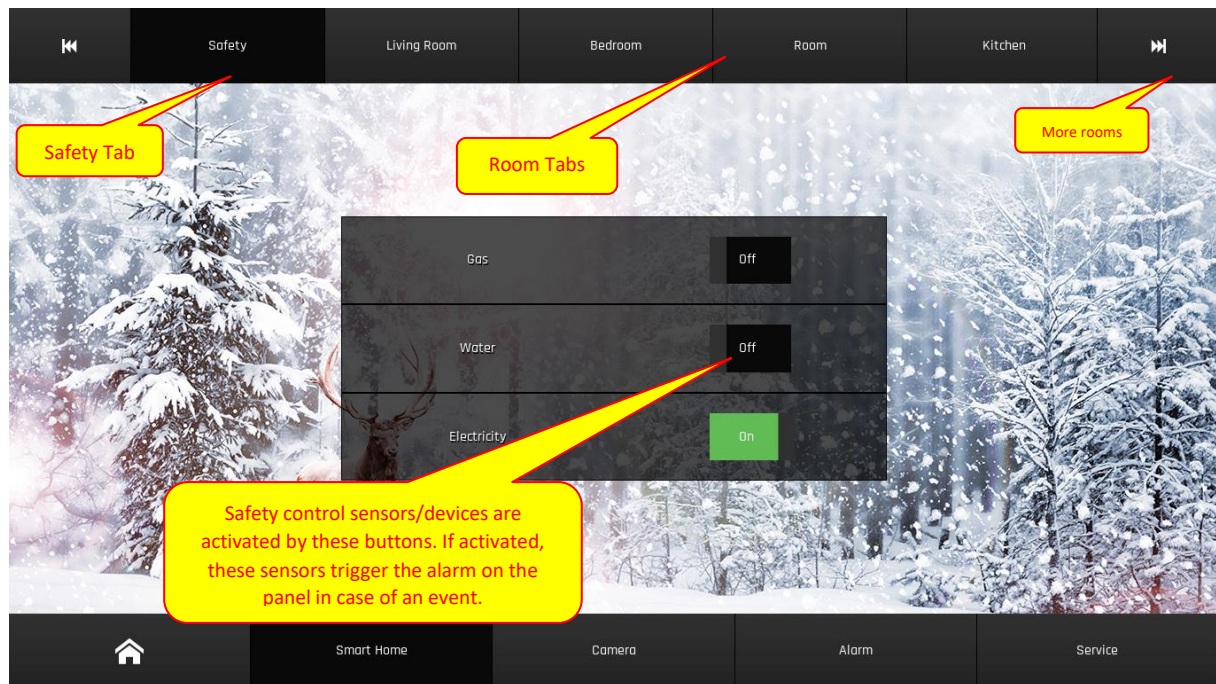 Safety
Living Room
Bedroom
Room
Kitchen
Safety Tab
Room Tabs
More rooms
Gas
Off
Water
Off
Electricity
On
Safety control sensors/devices are
activated by these buttons. If activated,
these sensors trigger the alarm on the
panel in case of an event.
Smart Home
Camera
Alarm
Service